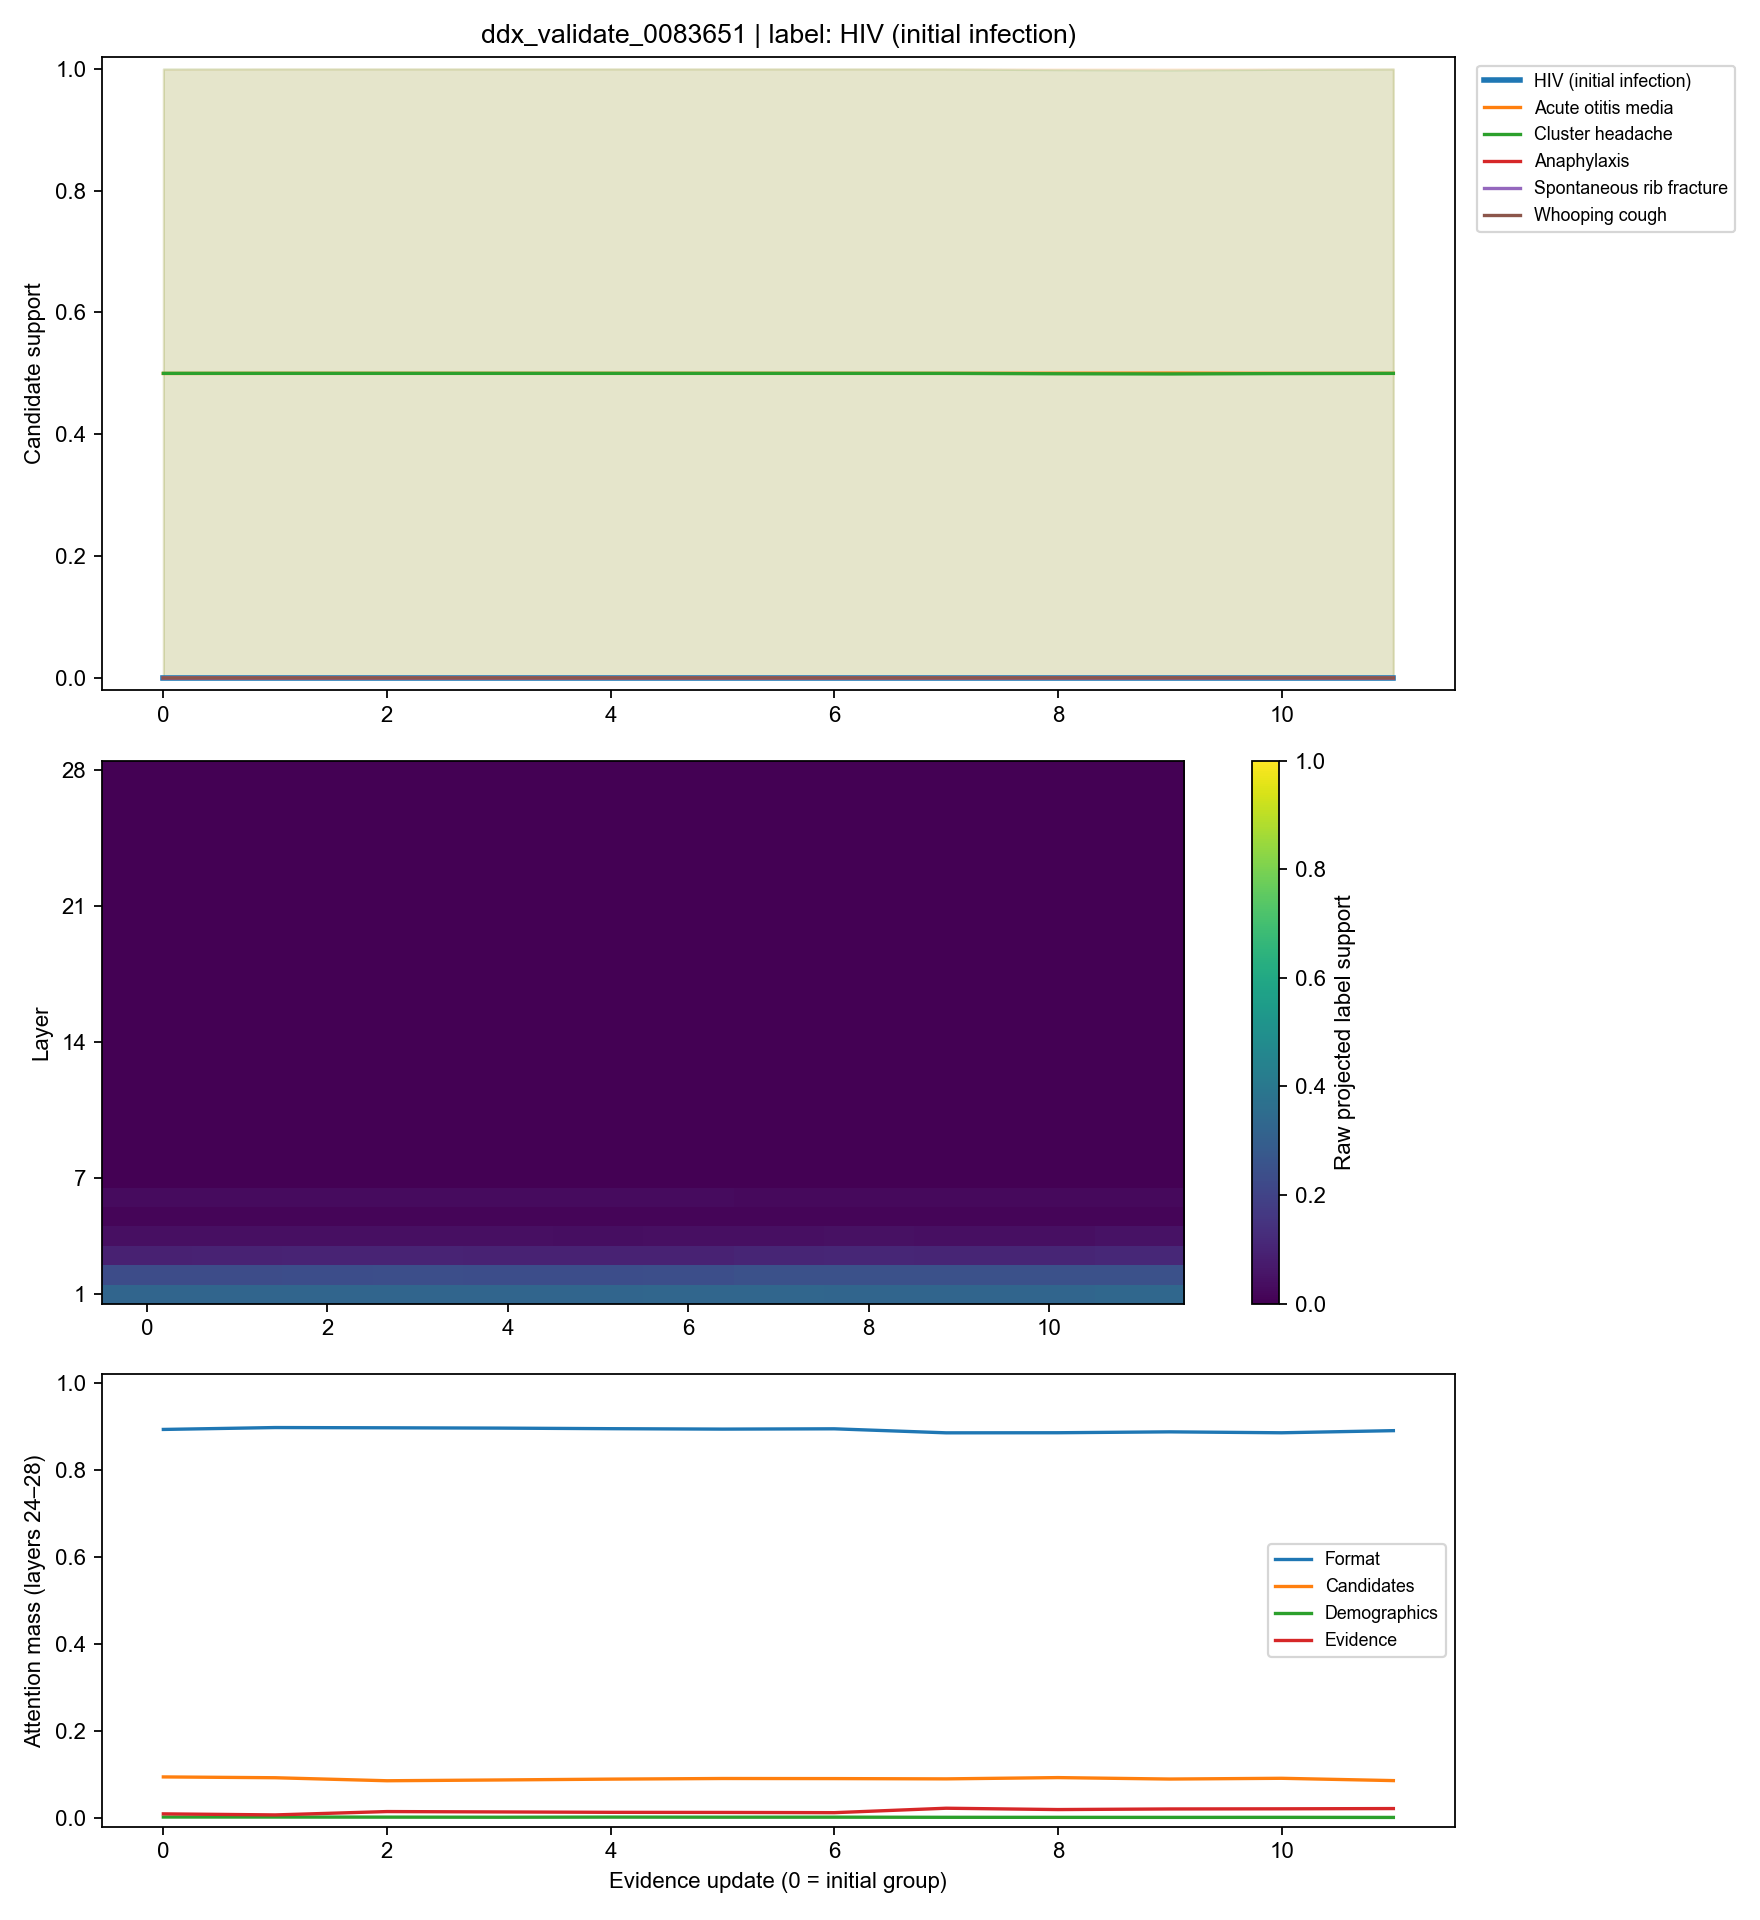 ddx_validate_0083651 | label: HIV (initial infection)
Candidate support
1.0
0.8
0.6
0.4
0.2
0.0
0
2
4
6
8
10
HIV (initial infection)
Acute otitis media
Cluster headache
Anaphylaxis
Spontaneous rib fracture
Whooping cough
Layer
28
21
14
7
1
0
2
4
6
8
10
1.0
0.8
0.6
0.4
0.2
0.0
Raw projected label support
Attention mass (layers 24–28)
1.0
0.8
0.6
0.4
0.2
0.0
Format
Candidates
Demographics
Evidence
0
2
4
6
8
10
Evidence update (0 = initial group)